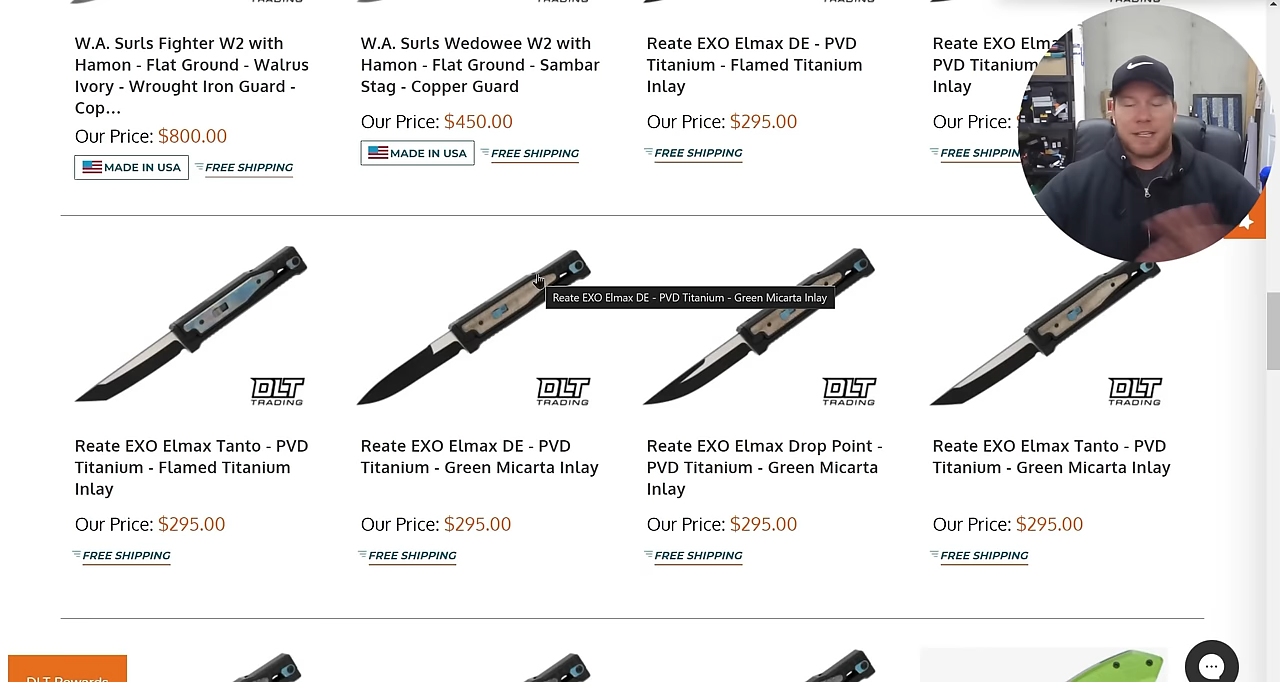 TRADING
TRADING
W.A. Surls Fighter W2 with
Hamon - Flat Ground - Walrus
Ivory - Wrought Iron Guard -
Cop...
Our Price: $800.00
MADE IN USA
FREE SHIPPING
W.A. Surls Wedowee W2 with
Hamon - Flat Ground - Sambar
Stag - Copper Guard
Our Price: $450.00
MADE IN USA
FREE SHIPPING
Reate EXO Elmax DE - PVD
Titanium - Flamed Titanium
Inlay
Our Price: $295.00
FREE SHIPPING
Reate EXO
PVD Titanium
Inlay
Our Price:
FREE
Reate EXO Elmax DE - PVD Titanium - Green Micarta Inlay
DLT
TRADING
DLT
TRADING
DLT
TRADING
DLT
TRADING
Reate EXO Elmax Tanto - PVD
Titanium - Flamed Titanium
Inlay
Our Price: $295.00
FREE SHIPPING
Reate EXO Elmax DE - PVD
Titanium - Green Micarta Inlay
Our Price: $295.00
FREE SHIPPING
Reate EXO Elmax Drop Point -
PVD Titanium - Green Micarta
Inlay
Our Price: $295.00
FREE SHIPPING
Reate EXO Elmax Tanto - PVD
Titanium - Green Micarta Inlay
Our Price: $295.00
FREE SHIPPING
DLT Rewards